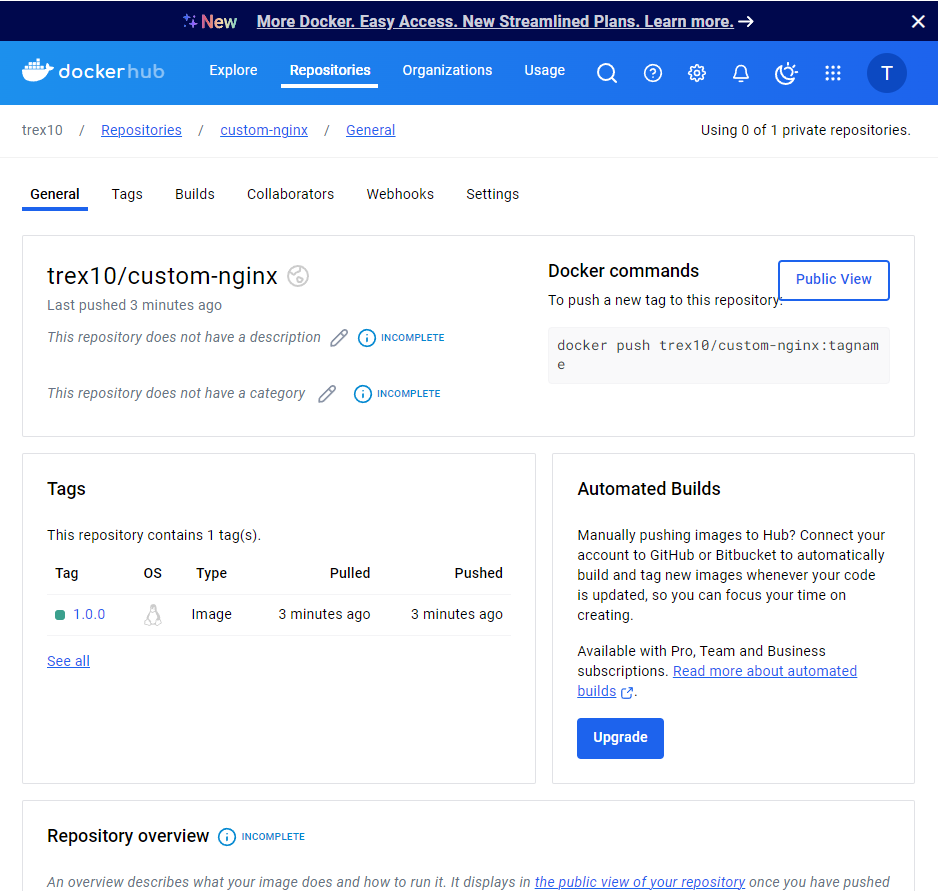 New More Docker. Easy Access. New Streamlined Plans. Learn more.
dockerhub Explore Repositories Organizations Usage T
trex10 / Repositories / custom-nginx / General Using 0 of 1 private repositories.
General Tags Builds Collaborators Webhooks Settings
trex10/custom-nginx
Last pushed 3 minutes ago
This repository does not have a description INCOMPLETE
This repository does not have a category INCOMPLETE
Docker commands
Public View
To push a new tag to this repository:
docker push trex10/custom-nginx:tagnam
e
Tags
This repository contains 1 tag(s).
Tag OS Type Pulled Pushed
1.0.0 Image 3 minutes ago 3 minutes ago
See all
Automated Builds
Manually pushing images to Hub? Connect your
account to GitHub or Bitbucket to automatically
build and tag new images whenever your code
is updated, so you can focus your time on
creating.
Available with Pro, Team and Business
subscriptions. Read more about automated
builds.
Upgrade
Repository overview INCOMPLETE
An overview describes what your image does and how to run it. It displays in the public view of your repository once you have pushed